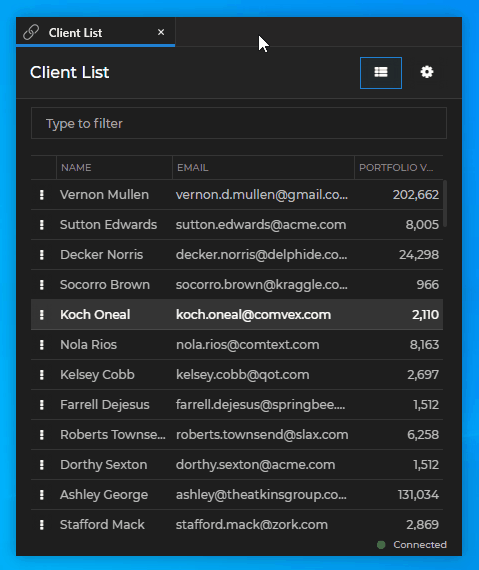 Client List ×
Client List
Type to filter
NAME EMAIL PORTFOLIO V...
Vernon Mullen vernon.d.mullen@gmail.co... 202,662
Sutton Edwards sutton.edwards@acme.com 8,005
Decker Norris decker.norris@delphide.co... 24,298
Socorro Brown socorro.brown@kraggle.co... 966
Koch Oneal koch.oneal@comvex.com 2,110
Nola Rios nola.rios@comtext.com 8,163
Kelsey Cobb kelsey.cobb@qot.com 2,697
Farrell Dejesus farrell.dejesus@springbee.... 1,512
Roberts Townse... roberts.townsend@slax.com 6,258
Dorthy Sexton dorthy.sexton@acme.com 1,512
Ashley George ashley@theatkinsgroup.co... 131,034
Stafford Mack stafford.mack@zork.com 2,869
Connected